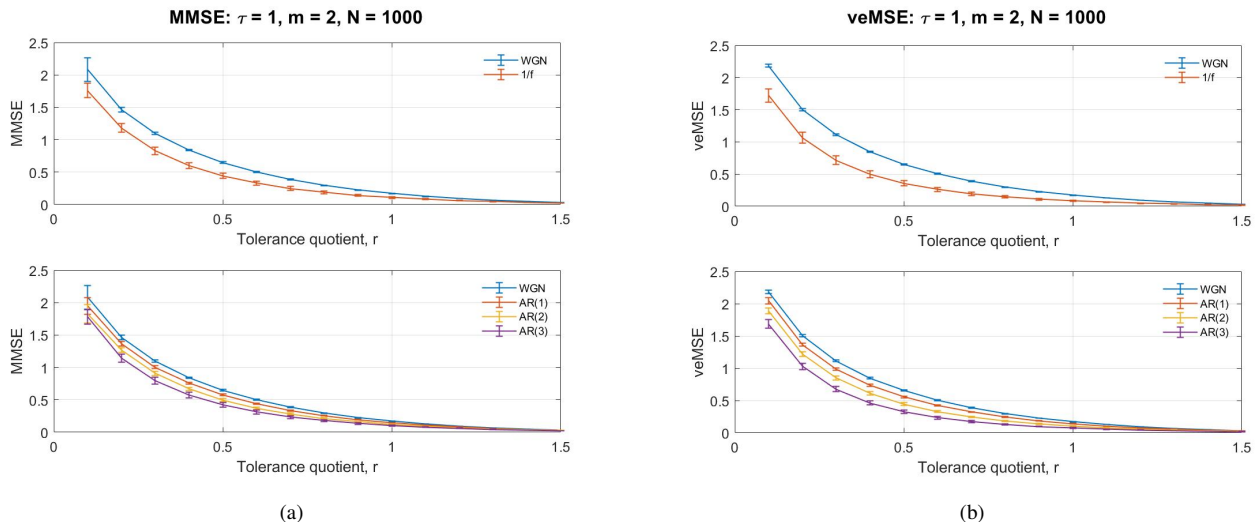 MMSE: τ = 1, m = 2, N = 1000
2.5
2
1.5
1
0.5
0
MMSE
WGN
1/f
0 0.5 1 1.5
Tolerance quotient, r
2.5
2
1.5
1
0.5
0
MMSE
WGN
AR(1)
AR(2)
AR(3)
0 0.5 1 1.5
Tolerance quotient, r
(a)
veMSE: τ = 1, m = 2, N = 1000
2.5
2
1.5
1
0.5
0
veMSE
WGN
1/f
0 0.5 1 1.5
Tolerance quotient, r
2.5
2
1.5
1
0.5
0
veMSE
WGN
AR(1)
AR(2)
AR(3)
0 0.5 1 1.5
Tolerance quotient, r
(b)